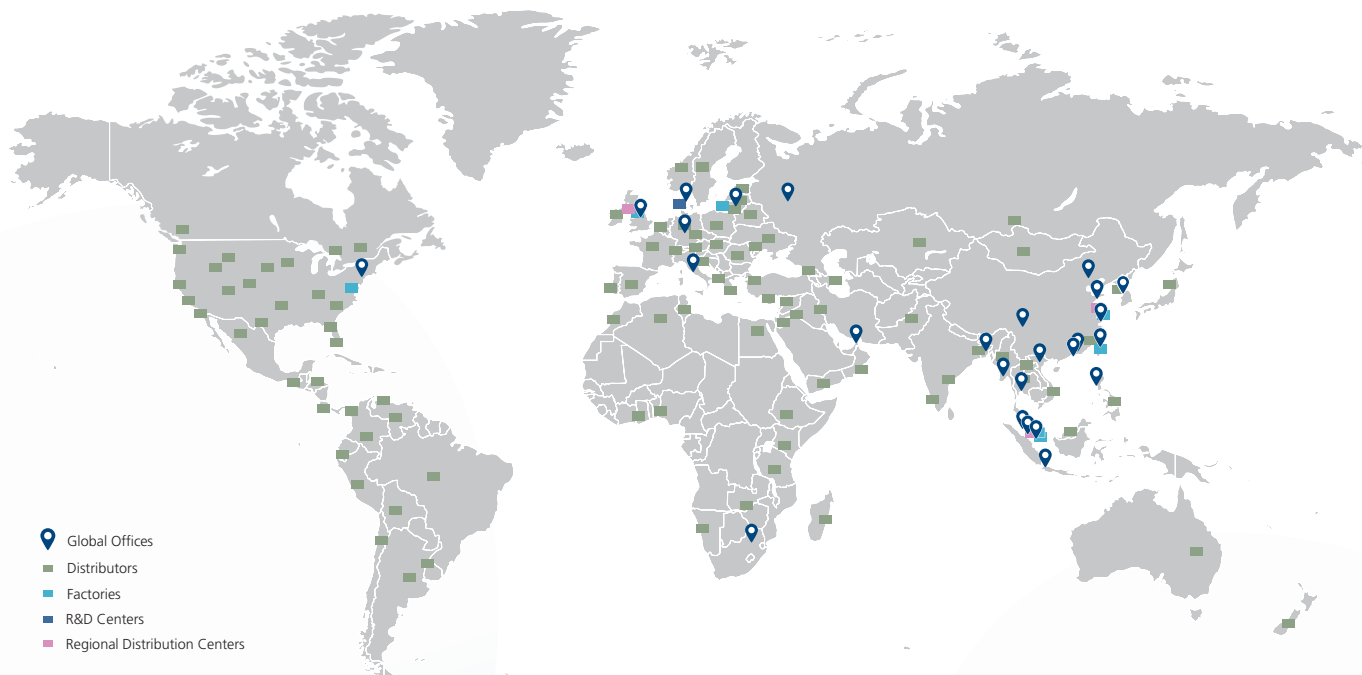 Global Offices
Distributors
Factories
R&D Centers
Regional Distribution Centers